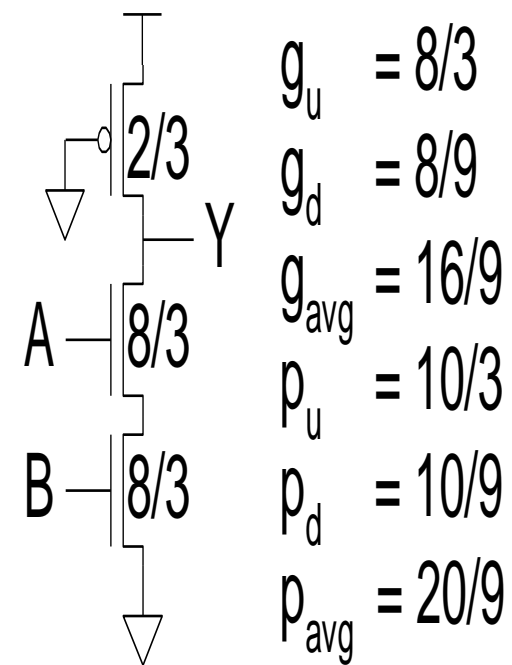 2/3
Y
A
8/3
B
8/3
g_u = 8/3
g_d = 8/9
g_avg = 16/9
p_u = 10/3
p_d = 10/9
p_avg = 20/9